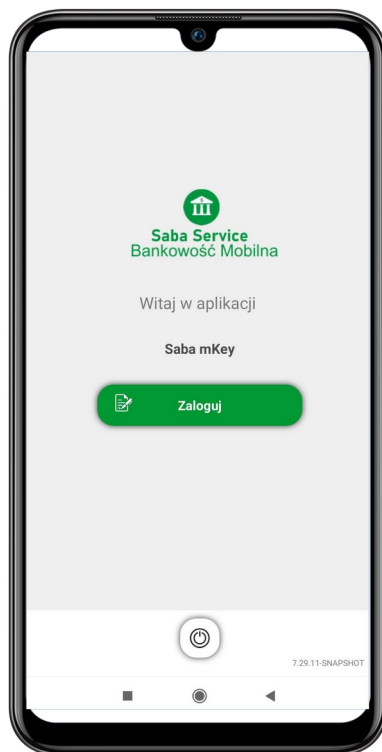 Saba Service
Bankowość Mobilna
Witaj w aplikacji
Saba mKey
Zaloguj
7.29.11-SNAPSHOT